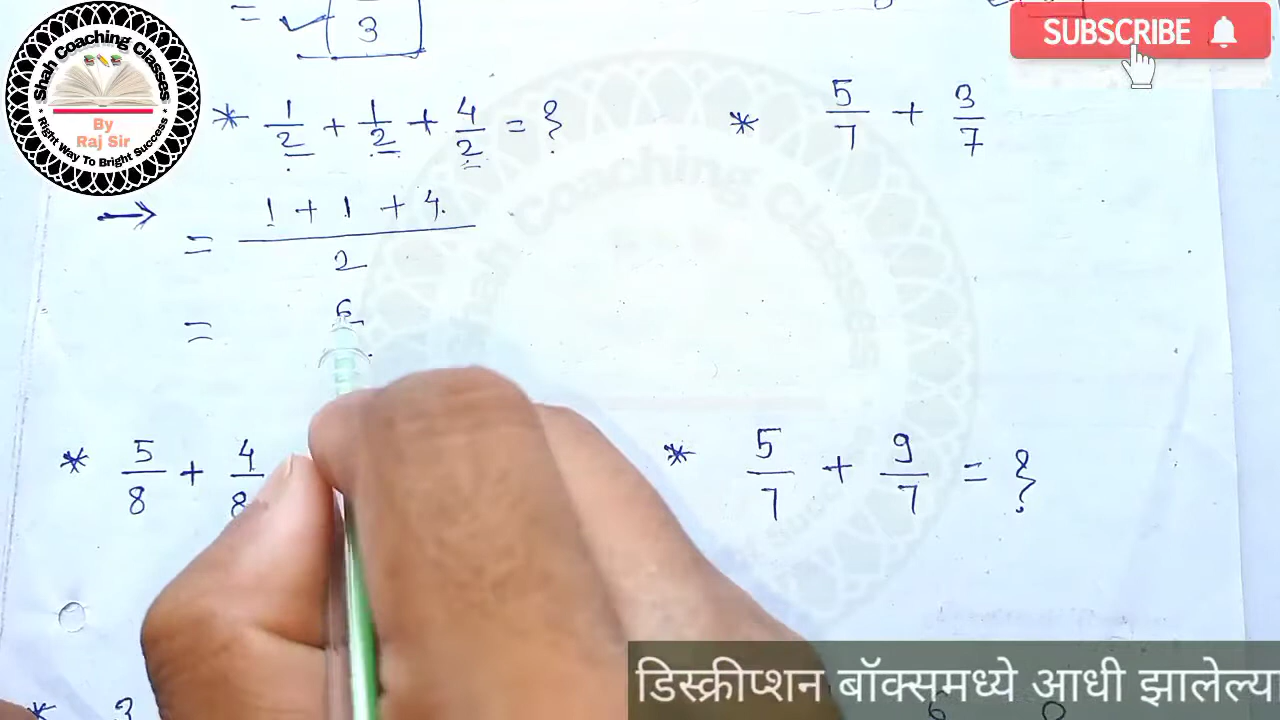 = ✓ 3
Shah Coaching Classes
By
Raj Sir
Right Way To Bright Success
SUBSCRIBE
* 1/2 + 1/2 + 4/2 = ?
* 5/7 + 3/7
→ = 1 + 1 + 4 / 2
= 6
* 5/8 + 4/8
* 5/7 + 9/7 = ?
* 3
डिस्क्रीप्शन बॉक्समध्ये आधी झालेल्या